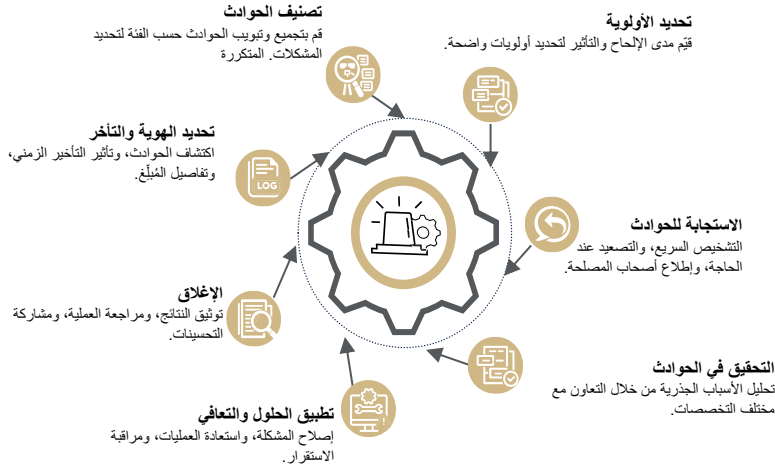 تصنيف الحوادث
قم بتجميع وتبويب الحوادث حسب الفئة لتحديد
المشكلات. المتكررة
تحديد الأولوية
قيّم مدى الإلحاح والتأثير لتحديد أولويات واضحة.
تحديد الهوية والتأخر
اكتشاف الحوادث، وتأثير التأخير الزمني،
وتفاصيل المُبلّغ.
LOG
الاستجابة للحوادث
التشخيص السريع، والتصعيد عند
الحاجة، وإطلاع أصحاب المصلحة.
الإغلاق
توثيق النتائج، ومراجعة العملية، ومشاركة
التحسينات.
التحقيق في الحوادث
تحليل الأسباب الجذرية من خلال التعاون مع
مختلف التخصصات.
تطبيق الحلول والتعافي
إصلاح المشكلة، واستعادة العمليات، ومراقبة
الاستقرار.